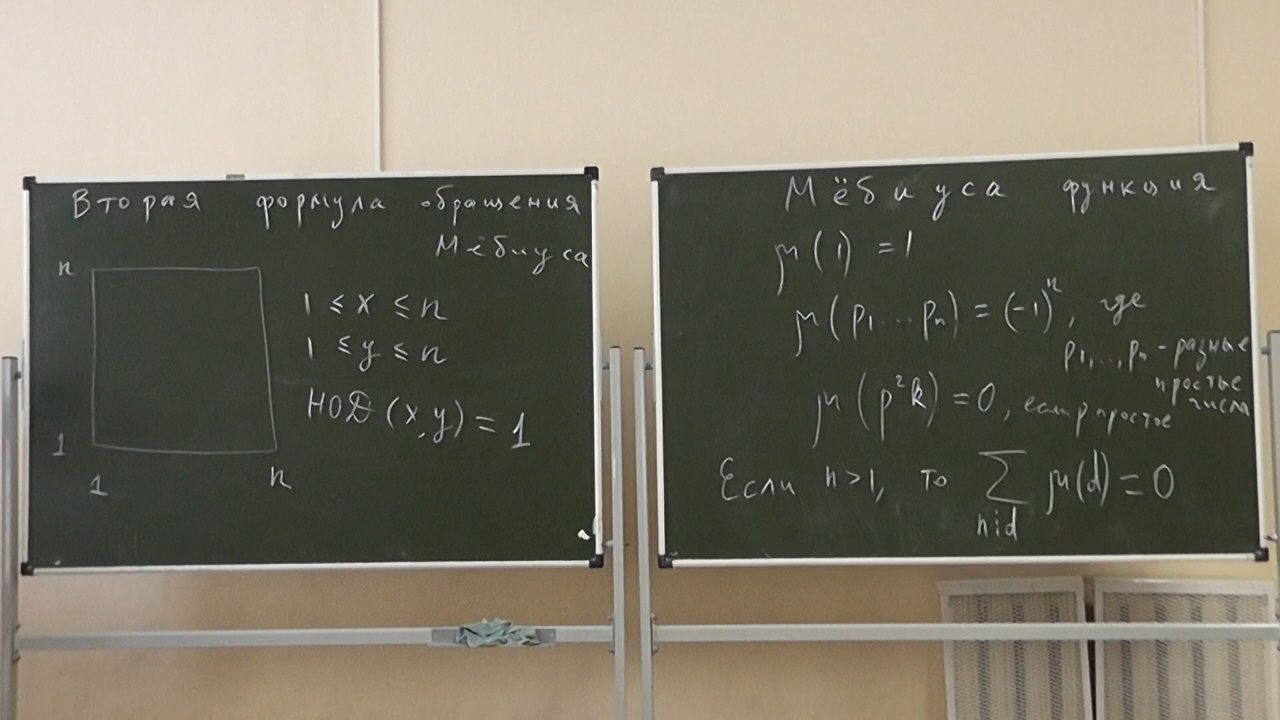 Вторая формула обращения
Мёбиуса
n
1 ≤ x ≤ n
1 ≤ y ≤ n
НОД (x, y) = 1
1
1 n
Мёбиуса функция
μ(1) = 1
μ(p₁...pₙ) = (-1)ⁿ, где
p₁,...,pₙ - разные
простые
числа
μ(p²k) = 0, если p простое
Если n>1, то ∑ μ(d) = 0
n|d